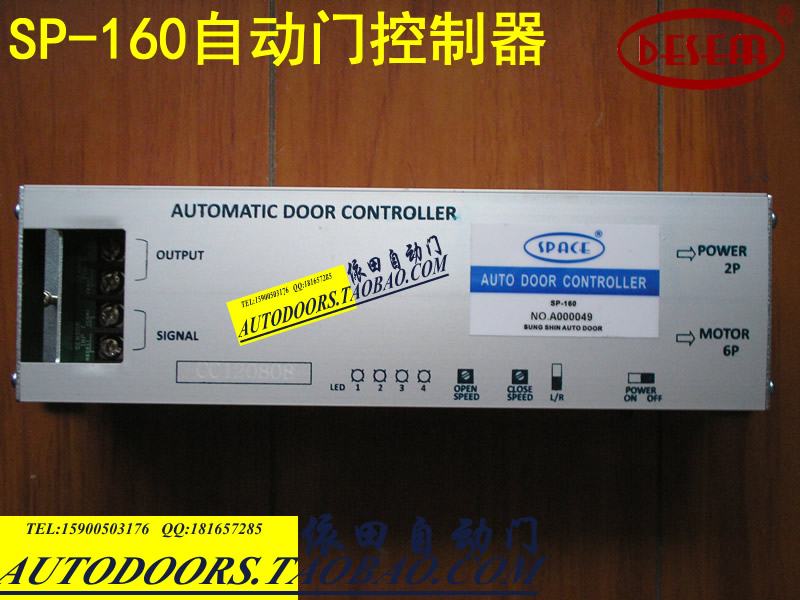 SP-160自动门控制器
DESEM
AUTOMATIC DOOR CONTROLLER
OUTPUT
SIGNAL
CC120808
SPACE®
AUTO DOOR CONTROLLER
SP-160
NO.A000049
SUNG SHIN AUTO DOOR
POWER
2P
MOTOR
6P
LED 1 2 3 4
OPEN
SPEED
CLOSE
SPEED
L/R
POWER
ON OFF
依田自动门
TEL:15900503176 QQ:181657285
AUTODOORS.TAOBAO.COM
依田自动门
TEL:15900503176 QQ:181657285
AUTODOORS.TAOBAO.COM